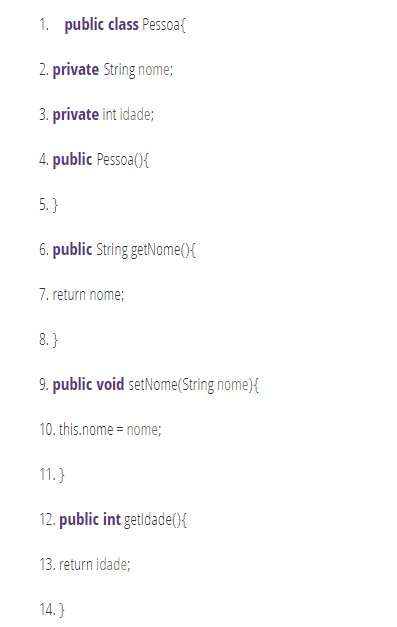 1. public class Pessoa{
2. private String nome;
3. private int idade;
4. public Pessoa(){
5. }
6. public String getNome(){
7. return nome;
8. }
9. public void setNome(String nome){
10. this.nome = nome;
11. }
12. public int getIdade(){
13. return idade;
14. }